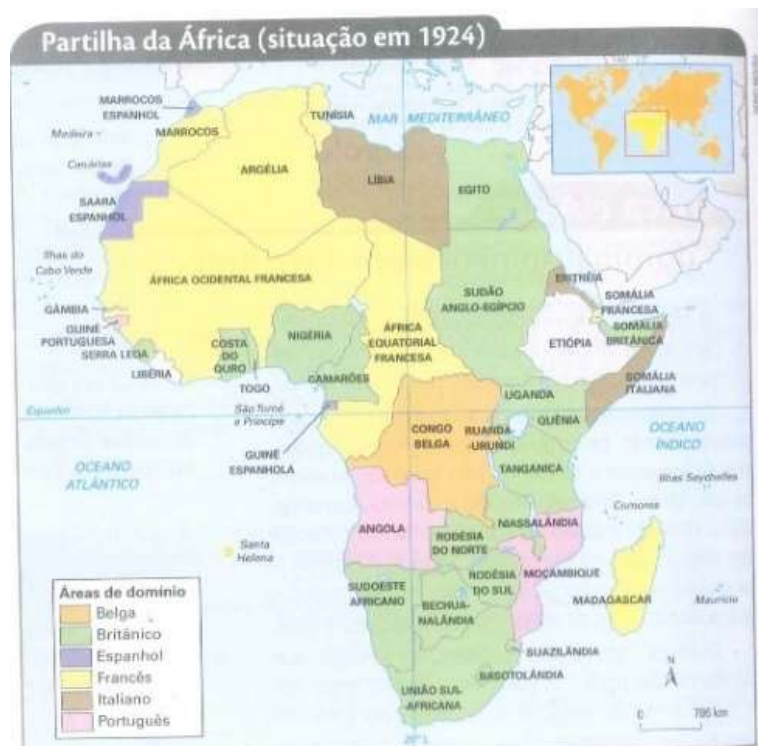 Partilha da África (situação em 1924)
MARROCOS
ESPANHOL
TUNÍSIA
MAR MEDITERRÂNEO
Madeira
MARROCOS
Canárias
ARGÉLIA
LÍBIA
EGITO
SAARA
ESPANHOL
Ilhas do
Cabo Verde
ÁFRICA OCIDENTAL FRANCESA
ERITRÉIA
SUDÃO
ANGLO-EGÍPCIO
SOMÁLIA
FRANCESA
GÂMBIA
GUINÉ
PORTUGUESA
NIGÉRIA
ÁFRICA
EQUATORIAL
FRANCESA
SOMÁLIA
BRITÂNICA
SERRA LEOA
COSTA
DO
OURO
ETIÓPIA
LIBÉRIA
CAMARÕES
SOMÁLIA
ITALIANA
TOGO
UGANDA
Equador
São Tomé
e Príncipe
QUÊNIA
CONGO
BELGA
RUANDA
-URUNDI
OCEANO
ÍNDICO
GUINÉ
ESPANHOLA
OCEANO
ATLÂNTICO
TANGANICA
Ilhas Seychelles
Comores
NIASSALÂNDIA
ANGOLA
RODÉSIA
DO NORTE
Santa
Helena
RODÉSIA
DO SUL
MOÇAMBIQUE
SUDOESTE
AFRICANO
MADAGASCAR
Maurício
BECHUA-
NALÂNDIA
SUAZILÂNDIA
BASOTOLÂNDIA
UNIÃO SUL-
AFRICANA
N
0 786 km
20° L
Áreas de domínio
Belga
Britânico
Espanhol
Francês
Italiano
Português